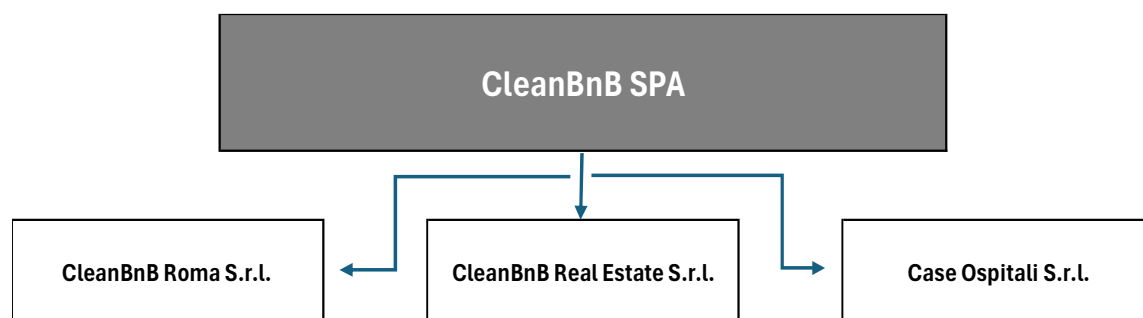 CleanBnB SPA
CleanBnB Roma S.r.l.
CleanBnB Real Estate S.r.l.
Case Ospitali S.r.l.